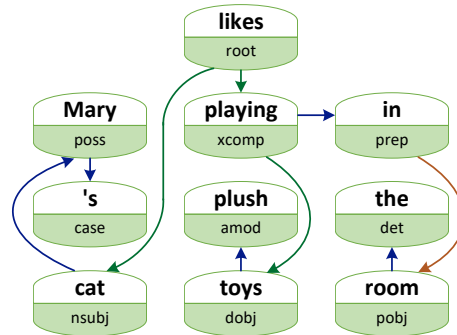 likes
root
Mary
poss
playing
xcomp
in
prep
's
case
plush
amod
the
det
cat
nsubj
toys
dobj
room
pobj